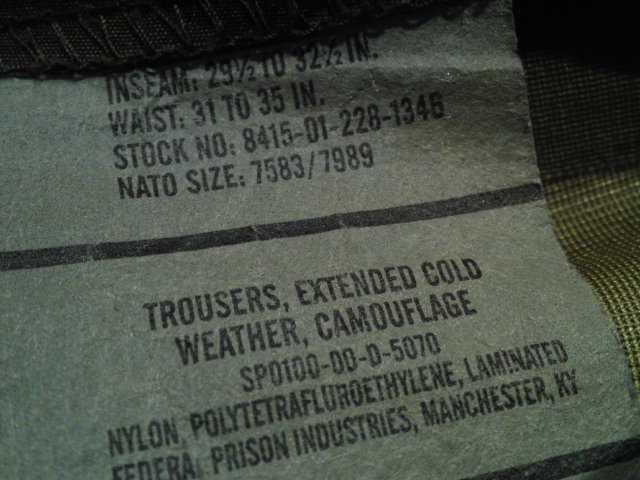 INSEAM: 29½ TO 32½ IN.
WAIST: 31 TO 35 IN.
STOCK NO: 8415-01-228-1346
NATO SIZE: 7583/7989
TROUSERS, EXTENDED COLD
WEATHER, CAMOUFLAGE
SP0100-00-D-5070
NYLON, POLYTETRAFLUROETHYLENE, LAMINATED
FEDERAL PRISON INDUSTRIES, MANCHESTER, KY